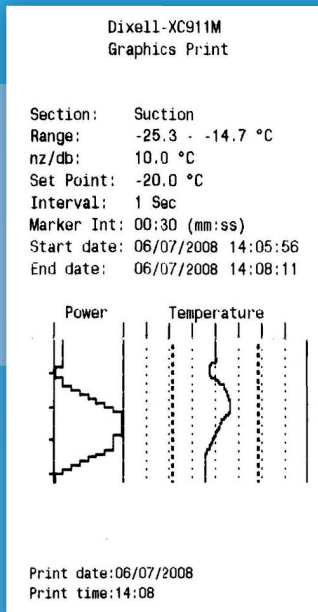 Dixell-XC911M
Graphics Print
Section: Suction
Range: -25.3 - -14.7 °C
nz/db: 10.0 °C
Set Point: -20.0 °C
Interval: 1 Sec
Marker Int: 00:30 (mm:ss)
Start date: 06/07/2008 14:05:56
End date: 06/07/2008 14:08:11
Power Temperature
Print date:06/07/2008
Print time:14:08